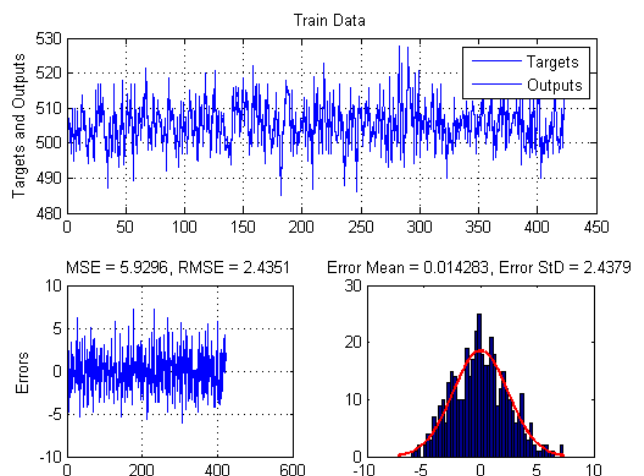 Train Data
Targets and Outputs
530
520
510
500
490
480
0 50 100 150 200 250 300 350 400 450
Targets
Outputs
MSE = 5.9296, RMSE = 2.4351
Errors
10
5
0
-5
-10
0 200 400 600
Error Mean = 0.014283, Error StD = 2.4379
30
20
10
0
-10 -5 0 5 10